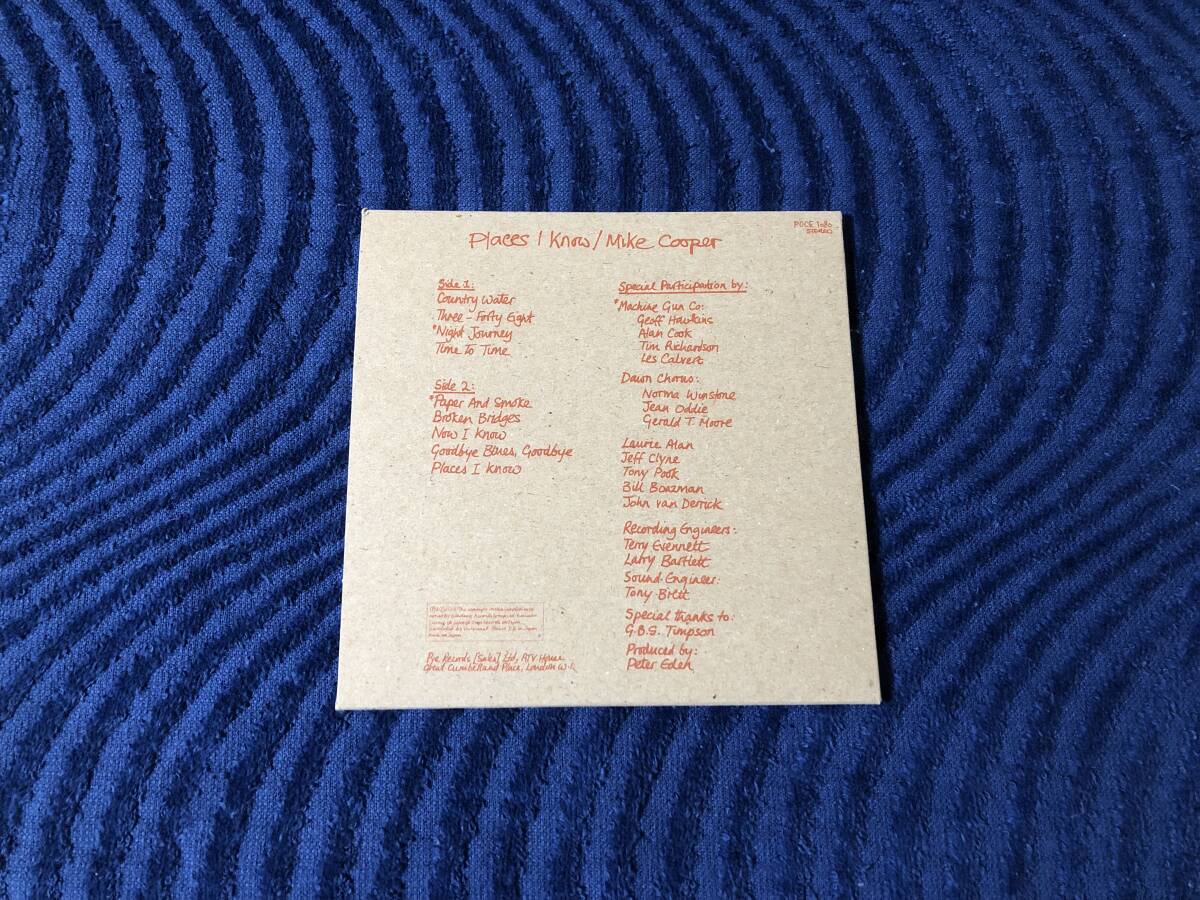 Places I Know / Mike Cooper
POCE 1080
STEREO
Side 1:
Country Water
Three - Forty Eight
*Night Journey
Time To Time
Side 2:
*Paper And Smoke
Broken Bridges
Now I Know
Goodbye Blues, Goodbye
Places I Know
Special Participation by:
*Machine Gun Co:
Geoff Hawkins
Alan Cook
Tim Richardson
Les Calvert
Dawn Chorus:
Norma Winstone
Jean Oddie
Gerald T. Moore
Laurie Alan
Jeff Clyne
Tony Pook
Bill Boazman
John van Derrick
Recording Engineers:
Terry Evennett
Larry Bartlett
Sound Engineer:
Tony Brett
Special thanks to:
G.B.S. Timpson
Produced by:
Peter Eden
Pye Records [Sales] Ltd, ATV House
Great Cumberland Place, London W.1.